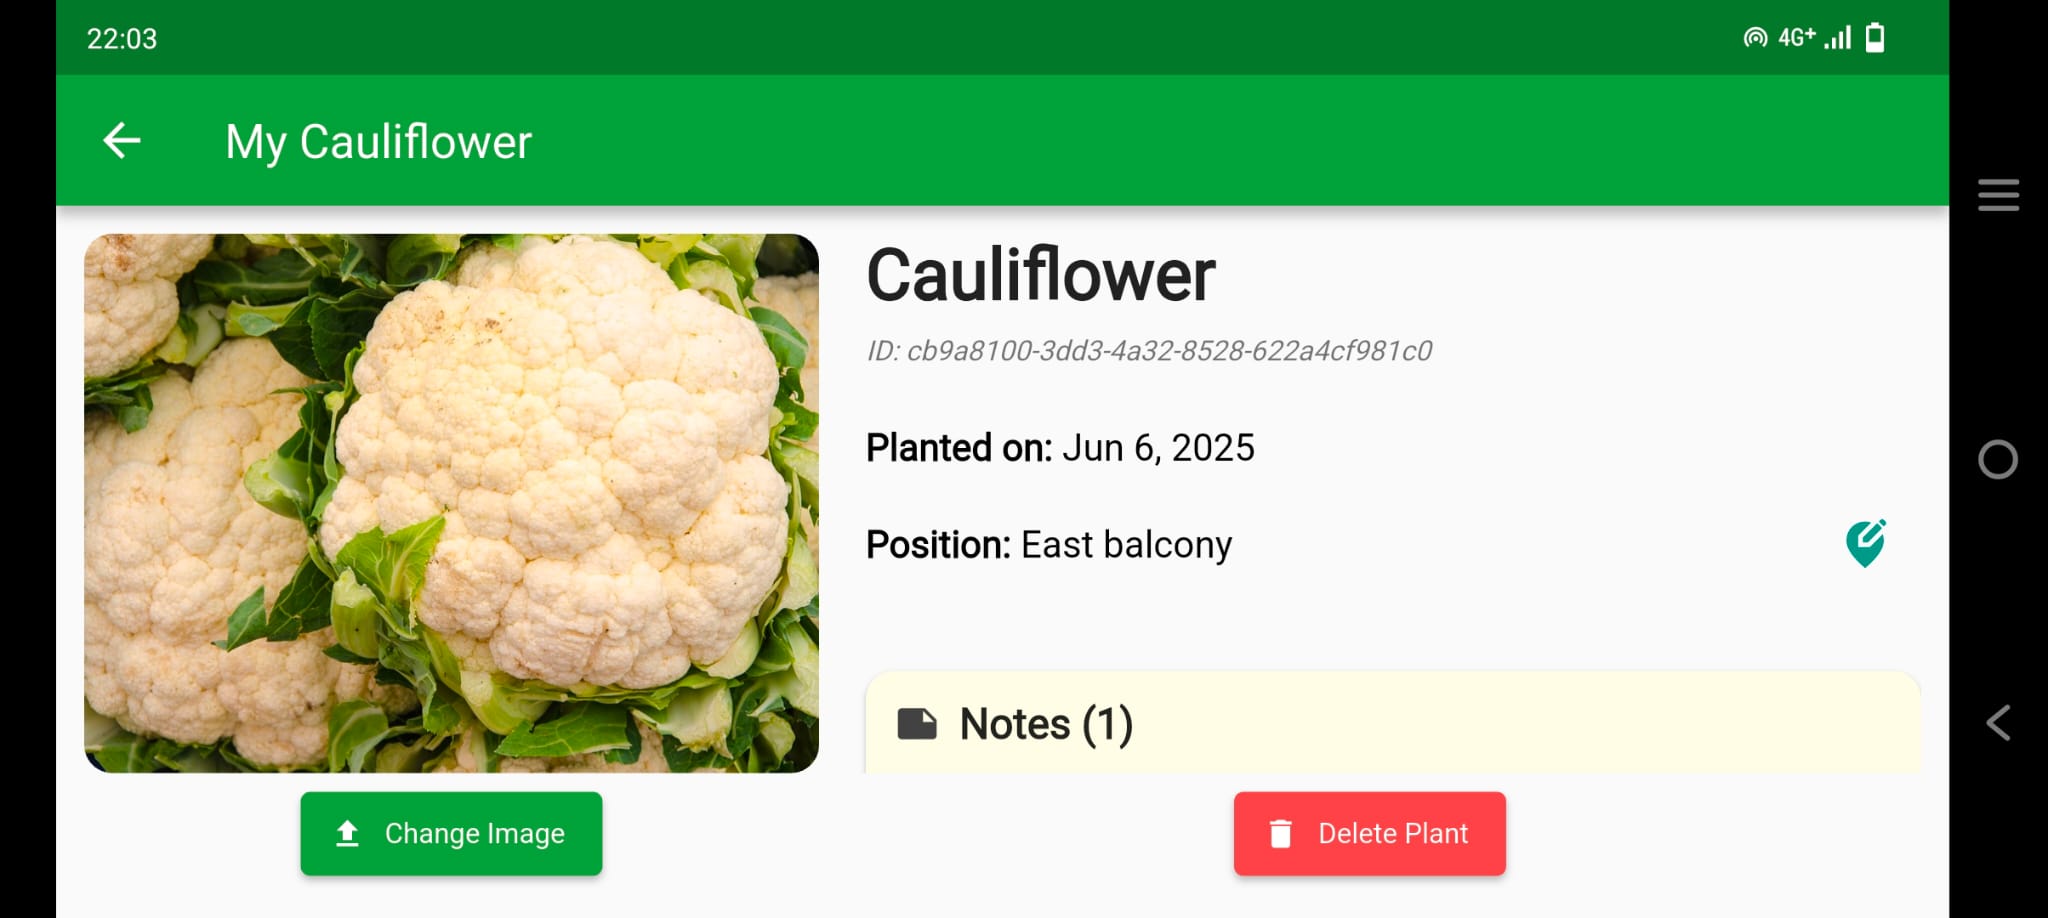 22:03
4G+
My Cauliflower
Cauliflower
ID: cb9a8100-3dd3-4a32-8528-622a4cf981c0
Planted on: Jun 6, 2025
Position: East balcony
Notes (1)
Change Image
Delete Plant